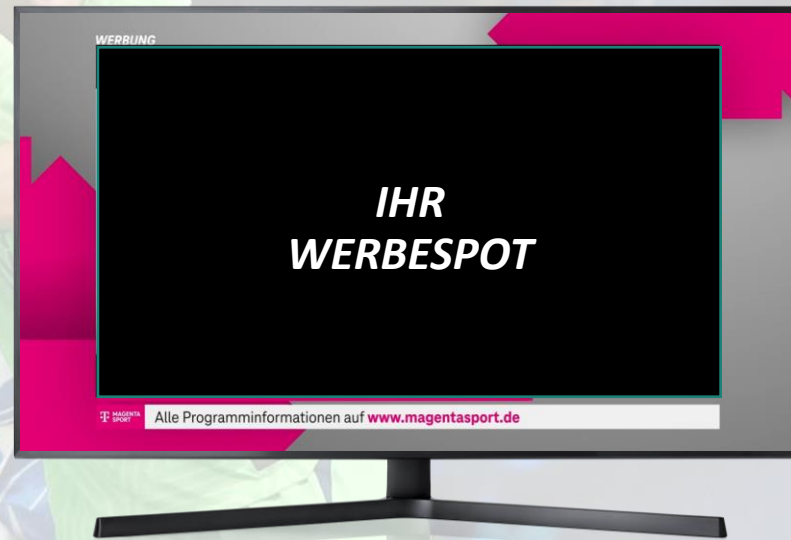 WERBUNG
IHR
WERBESPOT
T MAGENTA
SPORT
Alle Programminformationen auf www.magentasport.de